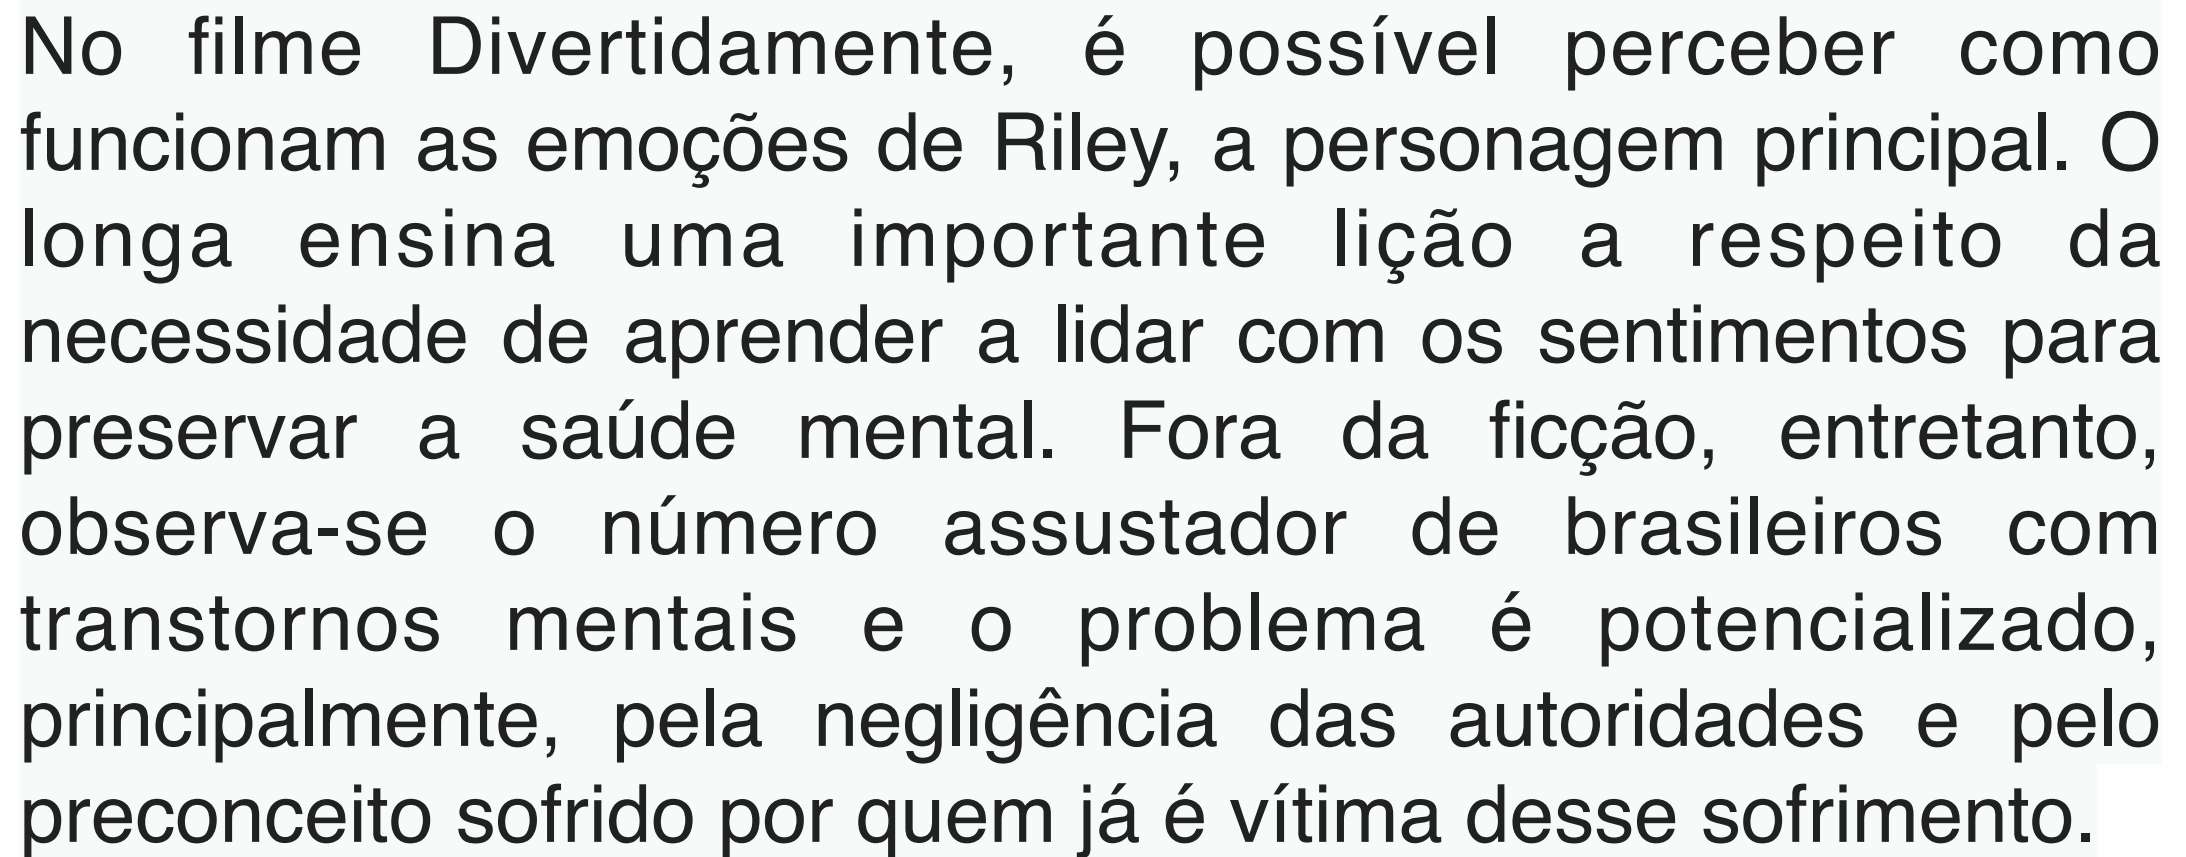 No filme Divertidamente, é possível perceber como
funcionam as emoções de Riley, a personagem principal. O
longa ensina uma importante lição a respeito da
necessidade de aprender a lidar com os sentimentos para
preservar a saúde mental. Fora da ficção, entretanto,
observa-se o número assustador de brasileiros com
transtornos mentais e o problema é potencializado,
principalmente, pela negligência das autoridades e pelo
preconceito sofrido por quem já é vítima desse sofrimento.